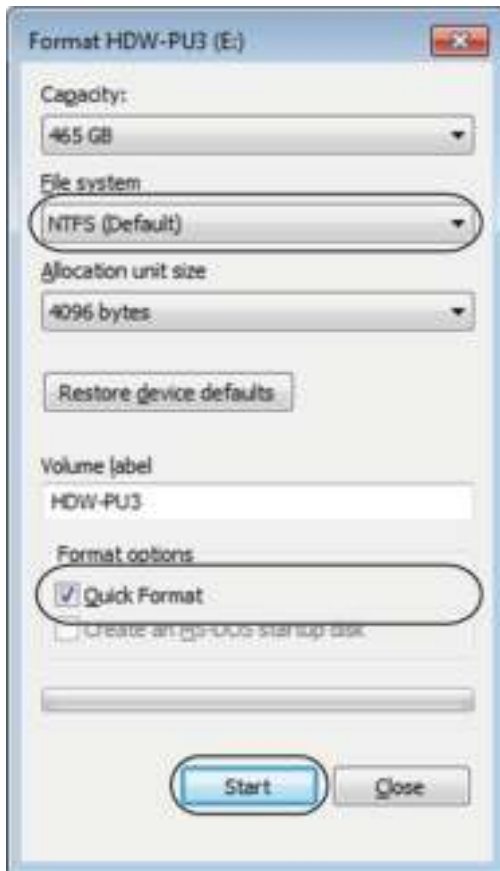 Format HDW-PU3 (E:)
Capacity:
465 GB
File system
NTFS (Default)
Allocation unit size
4096 bytes
Restore device defaults
Volume label
HDW-PU3
Format options
Quick Format
Create an MS-DOS startup disk
Start
Close